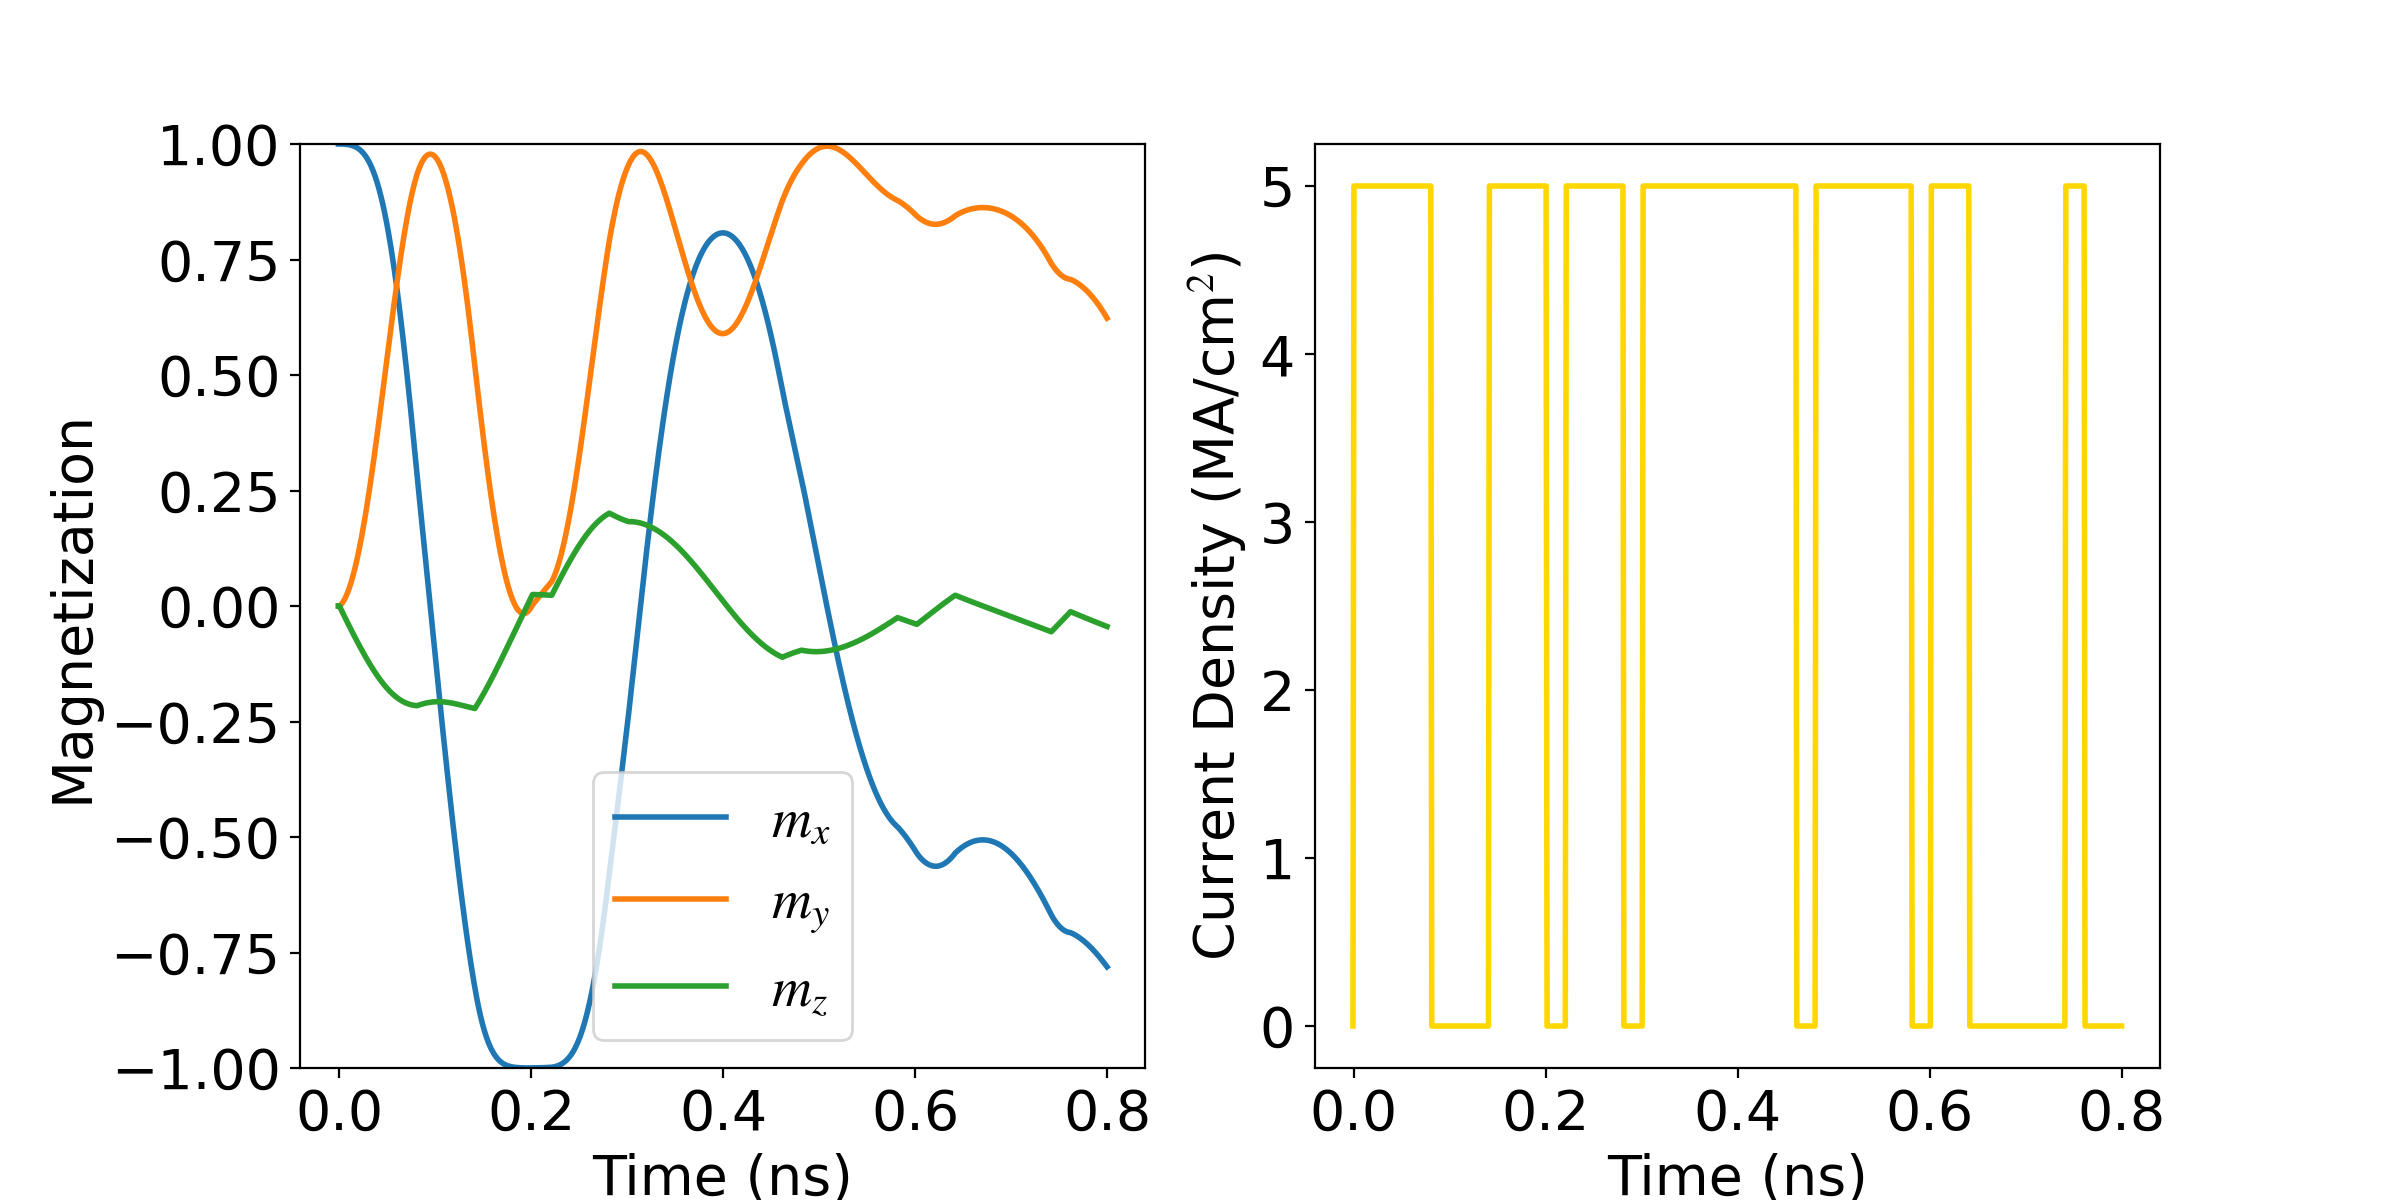 Magnetization
1.00
0.75
0.50
0.25
0.00
−0.25
−0.50
−0.75
−1.00
0.0 0.2 0.4 0.6 0.8
Time (ns)
m_x
m_y
m_z
Current Density (MA/cm²)
5
4
3
2
1
0
0.0 0.2 0.4 0.6 0.8
Time (ns)